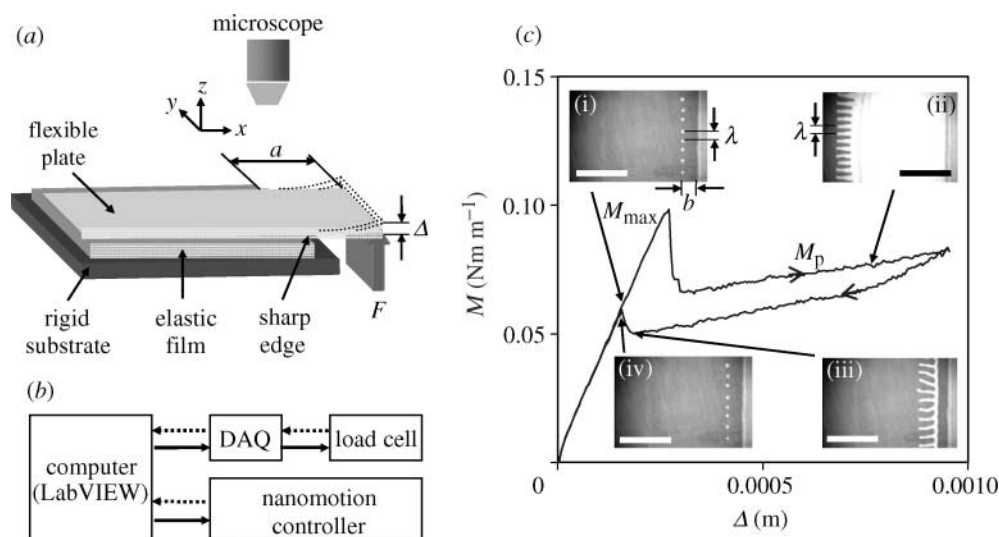 (a)
microscope
z
y
x
flexible
plate
a
Δ
F
rigid
substrate
elastic
film
sharp
edge
(b)
computer
(LabVIEW)
DAQ
load cell
nanomotion
controller
(c)
0.15
0.10
0.05
0
0.0005
0.0010
M (Nm m⁻¹)
Δ (m)
(i)
λ
b
(ii)
λ
M_max
M_p
(iv)
(iii)